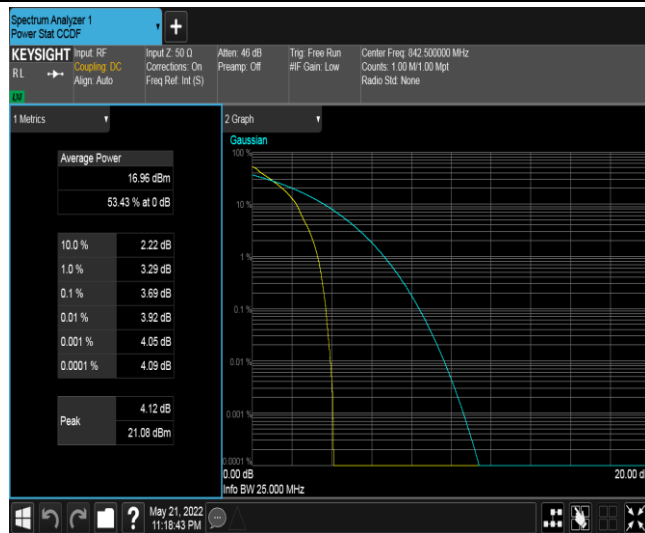 Spectrum Analyzer 1
Power Stat CCDF
+
KEYSIGHT
RL
LXI
Input: RF
Coupling: DC
Align: Auto
Input Z: 50 Ω
Corrections: On
Freq Ref: Int (S)
Atten: 46 dB
Preamp: Off
Trig: Free Run
#IF Gain: Low
Center Freq: 842.500000 MHz
Counts: 1.00 M/1.00 Mpt
Radio Std: None
1 Metrics
Average Power
16.96 dBm
53.43 % at 0 dB
10.0 % 2.22 dB
1.0 % 3.29 dB
0.1 % 3.69 dB
0.01 % 3.92 dB
0.001 % 4.05 dB
0.0001 % 4.09 dB
Peak
4.12 dB
21.08 dBm
2 Graph
Gaussian
100 %
10 %
1 %
0.1 %
0.01 %
0.001 %
0.0001 %
0.00 dB
20.00 d
Info BW 25.000 MHz
?
May 21, 2022
11:18:43 PM